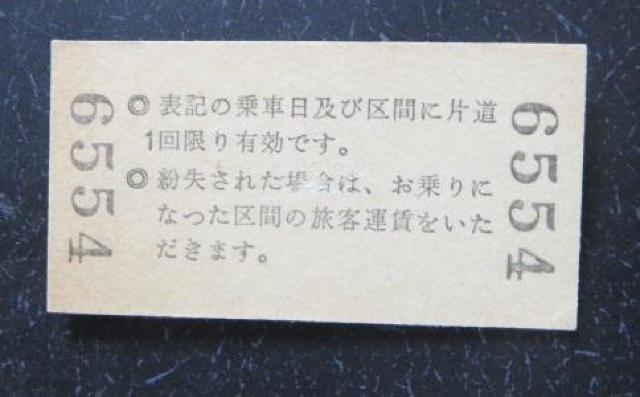 6554
◎表記の乗車日及び区間に片道
1回限り有効です。
◎紛失された場合は、お乗りに
なった区間の旅客運賃をいた
だきます。
6554